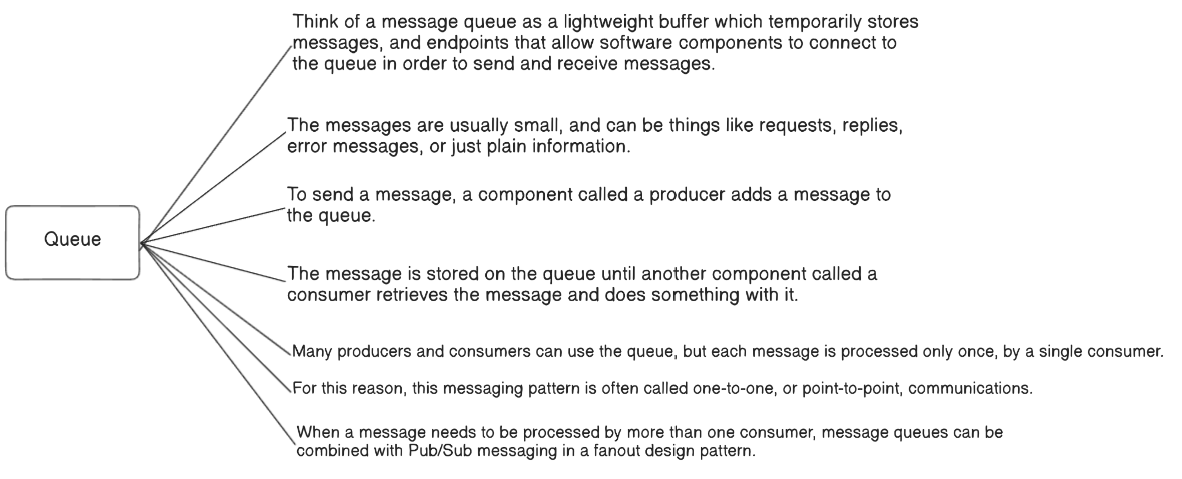 Think of a message queue as a lightweight buffer which temporarily stores
messages, and endpoints that allow software components to connect to
the queue in order to send and receive messages.
The messages are usually small, and can be things like requests, replies,
error messages, or just plain information.
To send a message, a component called a producer adds a message to
the queue.
Queue
The message is stored on the queue until another component called a
consumer retrieves the message and does something with it.
Many producers and consumers can use the queue, but each message is processed only once, by a single consumer.
For this reason, this messaging pattern is often called one-to-one, or point-to-point, communications.
When a message needs to be processed by more than one consumer, message queues can be
combined with Pub/Sub messaging in a fanout design pattern.